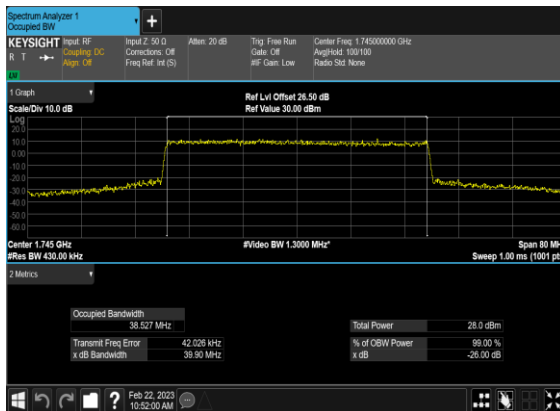 Spectrum Analyzer 1
Occupied BW
KEYSIGHT
R T
Input: RF
Coupling: DC
Align: Off
Input Z: 50 Ω
Corrections: Off
Freq Ref: Int (S)
Atten: 20 dB
Trig: Free Run
Gate: Off
#IF Gain: Low
Center Freq: 1.745000000 GHz
Avg|Hold: 100/100
Radio Std: None
1 Graph
Scale/Div 10.0 dB
Ref Lvl Offset 26.50 dB
Ref Value 30.00 dBm
Log
20.0
10.0
0.00
-10.0
-20.0
-30.0
-40.0
-50.0
-60.0
Center 1.745 GHz
#Res BW 430.00 kHz
#Video BW 1.3000 MHz*
Span 80 MH
Sweep 1.00 ms (1001 pts
2 Metrics
Occupied Bandwidth
38.527 MHz
Transmit Freq Error 42.026 kHz
x dB Bandwidth 39.90 MHz
Total Power 28.0 dBm
% of OBW Power 99.00 %
x dB -26.00 dB
?
Feb 22, 2023
10:52:00 AM